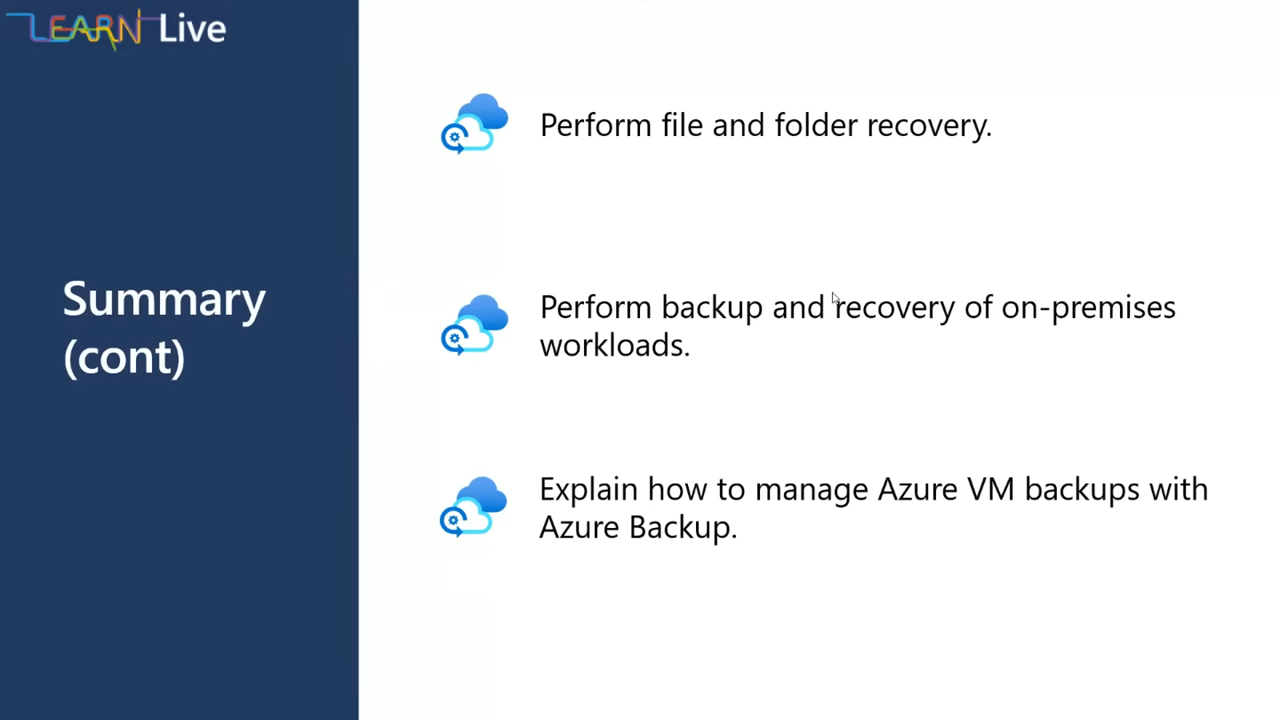 LEARN Live
Perform file and folder recovery.
Summary
(cont)
Perform backup and recovery of on-premises
workloads.
Explain how to manage Azure VM backups with
Azure Backup.